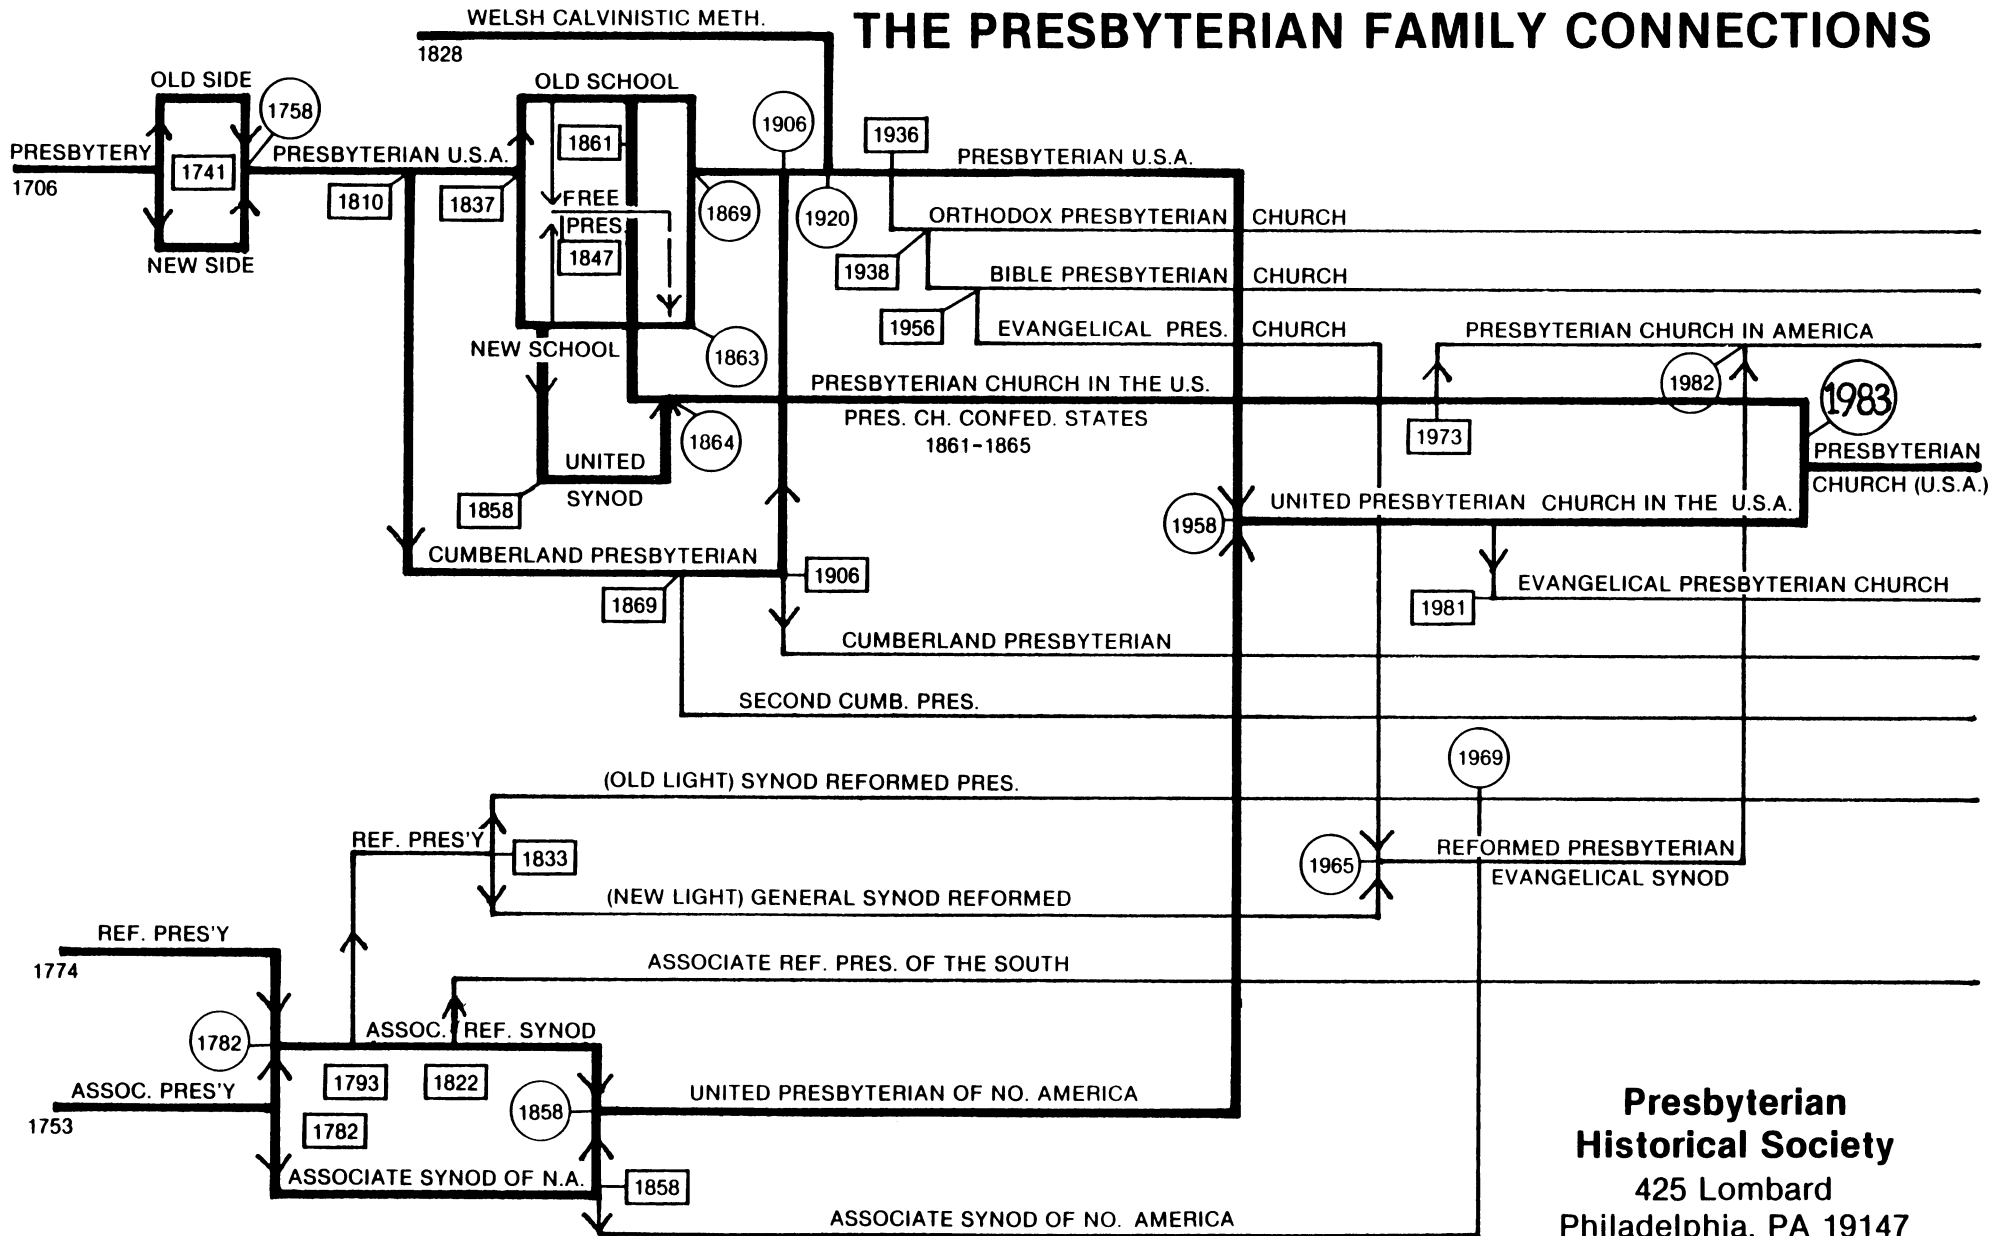 THE PRESBYTERIAN FAMILY CONNECTIONS
WELSH CALVINISTIC METH.
1828
OLD SIDE
1758
OLD SCHOOL
1906
1936
1861
PRESBYTERY
1706
1741
PRESBYTERIAN U.S.A.
PRESBYTERIAN U.S.A.
1810
1837
FREE
PRES.
1847
1869
1920
ORTHODOX PRESBYTERIAN CHURCH
NEW SIDE
1938
BIBLE PRESBYTERIAN CHURCH
1956
EVANGELICAL PRES. CHURCH
PRESBYTERIAN CHURCH IN AMERICA
NEW SCHOOL
1863
1982
1983
PRESBYTERIAN CHURCH IN THE U.S.
PRES. CH. CONFED. STATES
1861-1865
1864
1973
PRESBYTERIAN
CHURCH (U.S.A.)
UNITED
SYNOD
1858
1958
UNITED PRESBYTERIAN CHURCH IN THE U.S.A.
CUMBERLAND PRESBYTERIAN
1906
1869
EVANGELICAL PRESBYTERIAN CHURCH
1981
CUMBERLAND PRESBYTERIAN
SECOND CUMB. PRES.
1969
(OLD LIGHT) SYNOD REFORMED PRES.
REF. PRES'Y
1833
1965
REFORMED PRESBYTERIAN
EVANGELICAL SYNOD
(NEW LIGHT) GENERAL SYNOD REFORMED
REF. PRES'Y
1774
ASSOCIATE REF. PRES. OF THE SOUTH
1782
ASSOC. REF. SYNOD
1793
1822
ASSOC. PRES'Y
1753
1782
1858
UNITED PRESBYTERIAN OF NO. AMERICA
ASSOCIATE SYNOD OF N.A.
1858
ASSOCIATE SYNOD OF NO. AMERICA
Presbyterian
Historical Society
425 Lombard
Philadelphia, PA 19147